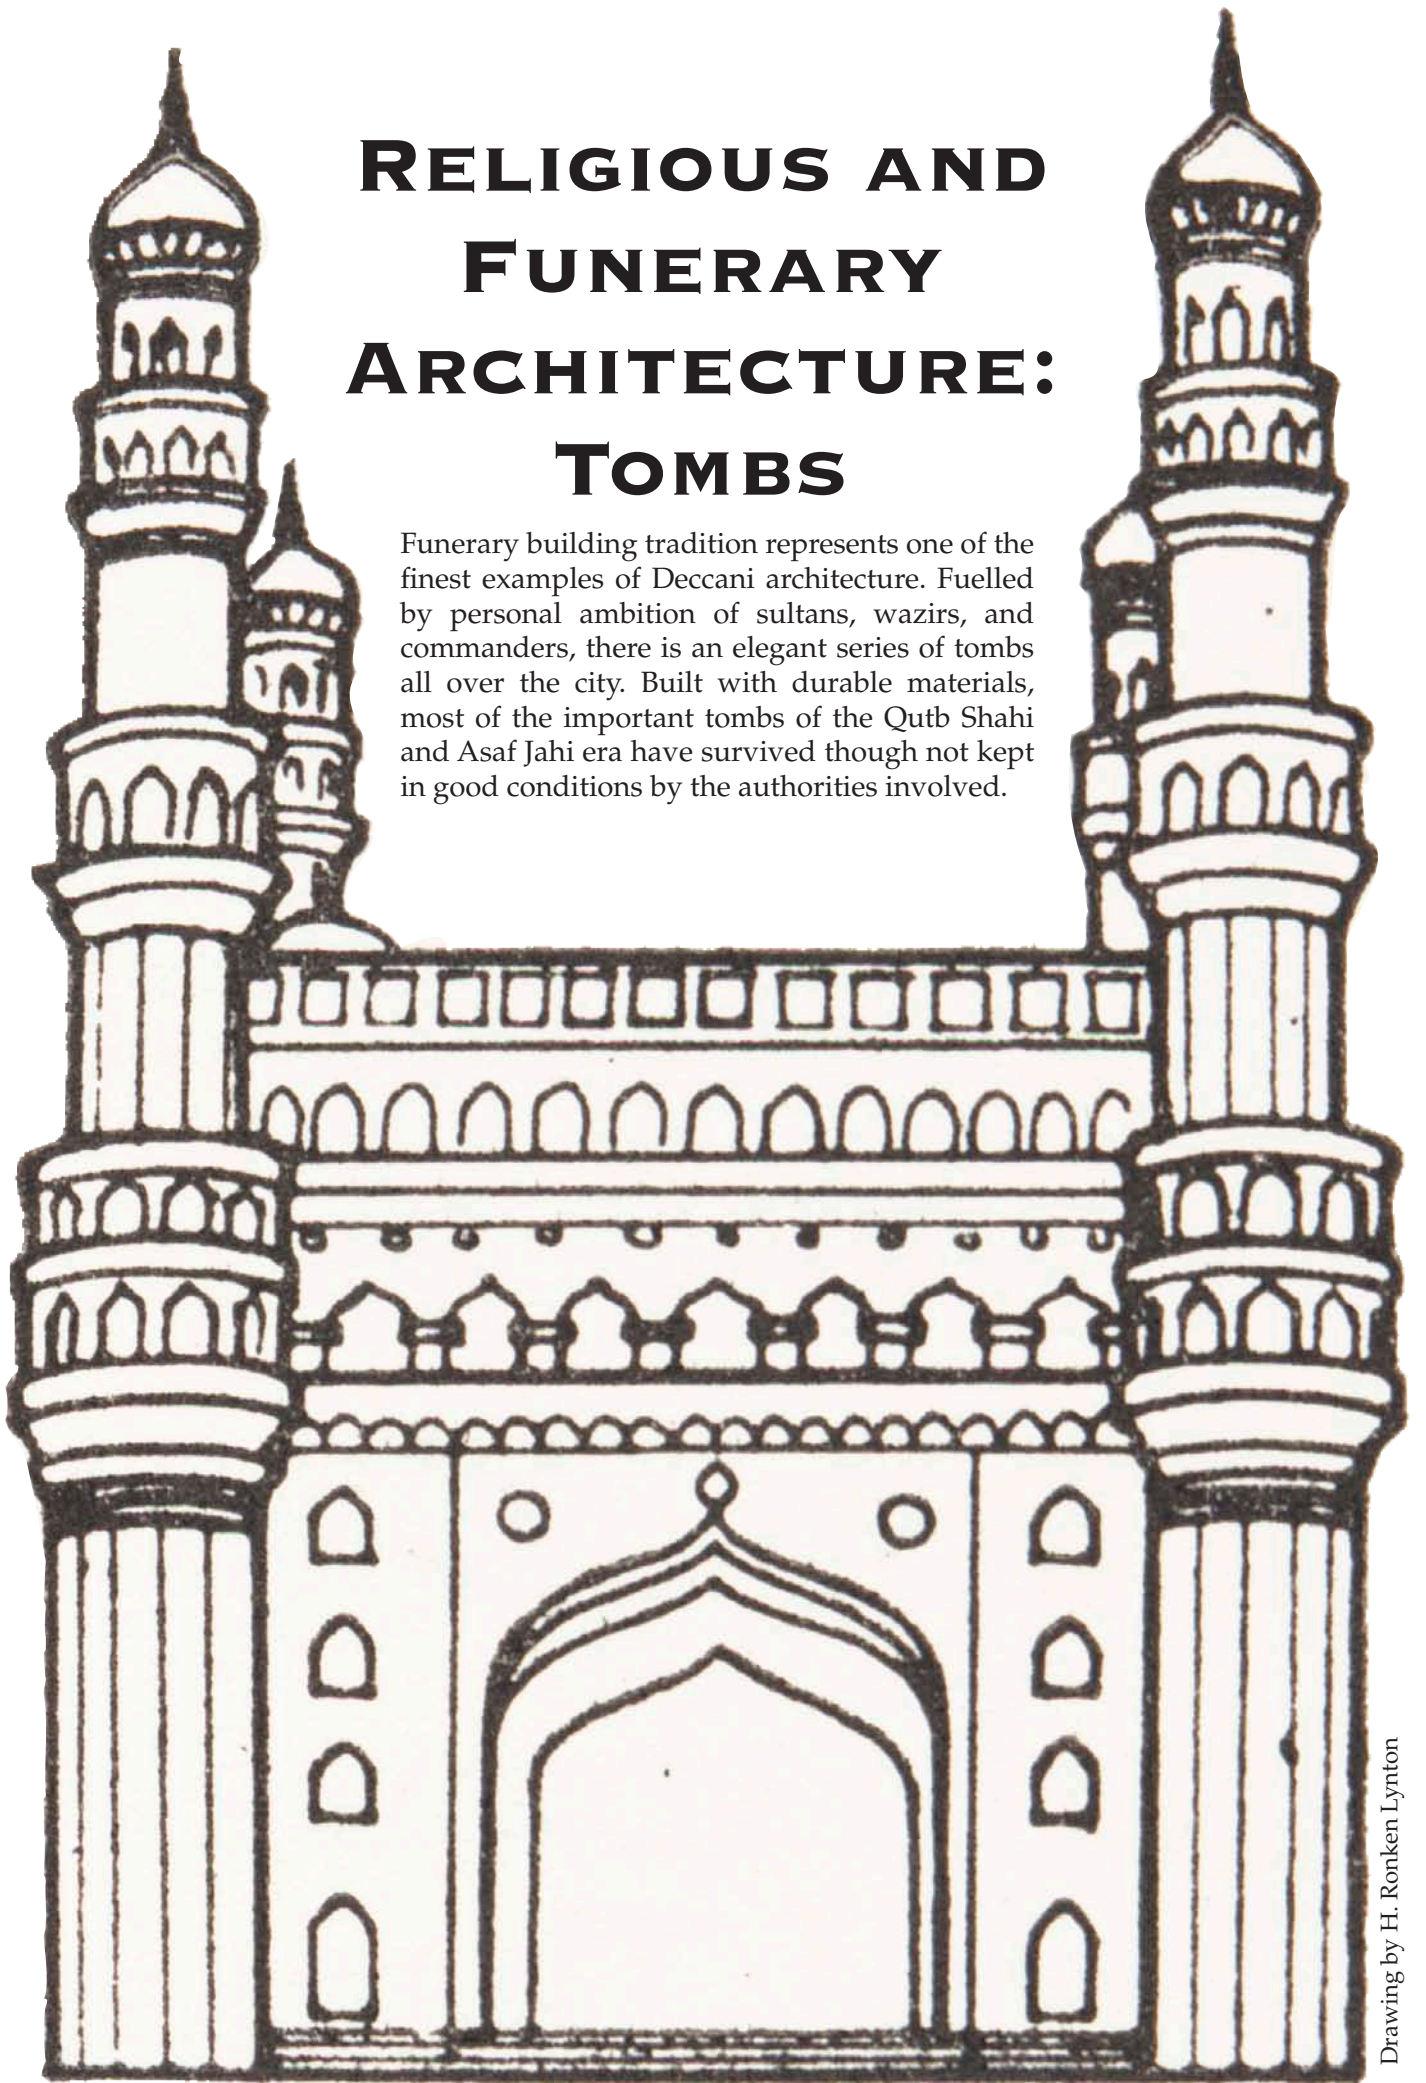 Religious and
Funerary
Architecture:
Tombs
Funerary building tradition represents one of the
finest examples of Deccani architecture. Fuelled
by personal ambition of sultans, wazirs, and
commanders, there is an elegant series of tombs
all over the city. Built with durable materials,
most of the important tombs of the Qutb Shahi
and Asaf Jahi era have survived though not kept
in good conditions by the authorities involved.
Drawing by H. Ronken Lynton